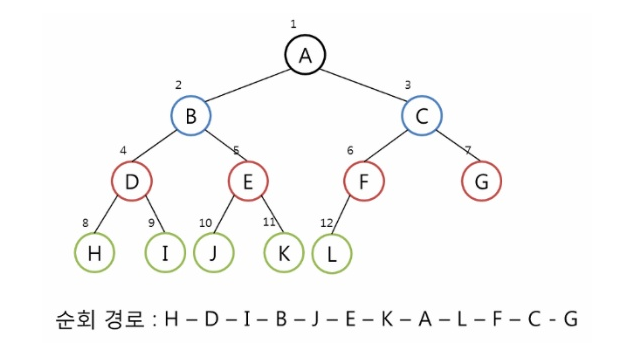 1
A
2
3
B
C
4
5
6
7
D
E
F
G
8
9
10
11
12
H
I
J
K
L
순회 경로 : H – D – I – B – J – E – K – A – L – F – C - G